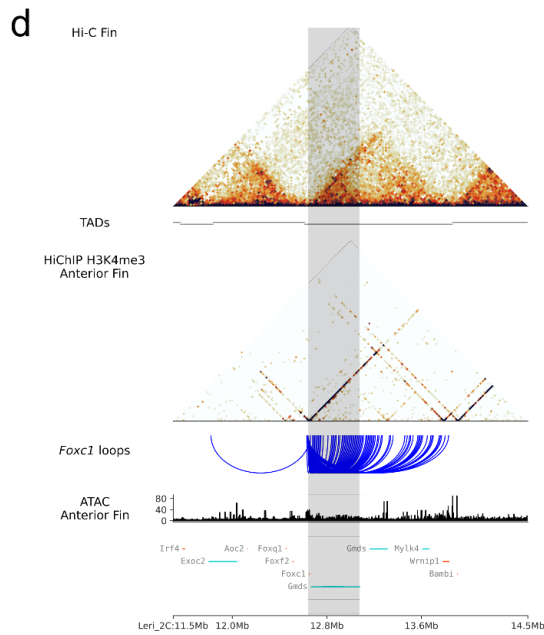 d
Hi-C Fin
TADs
HiChIP H3K4me3
Anterior Fin
Foxc1 loops
ATAC
Anterior Fin
80
40
0
Irf4
Aoc2
Foxq1
Gmds
Mylk4
Exoc2
Foxf2
Wrnip1
Foxc1
Bambi
Gmds
Leri_2C:11.5Mb
12.0Mb
12.8Mb
13.6Mb
14.5Mb